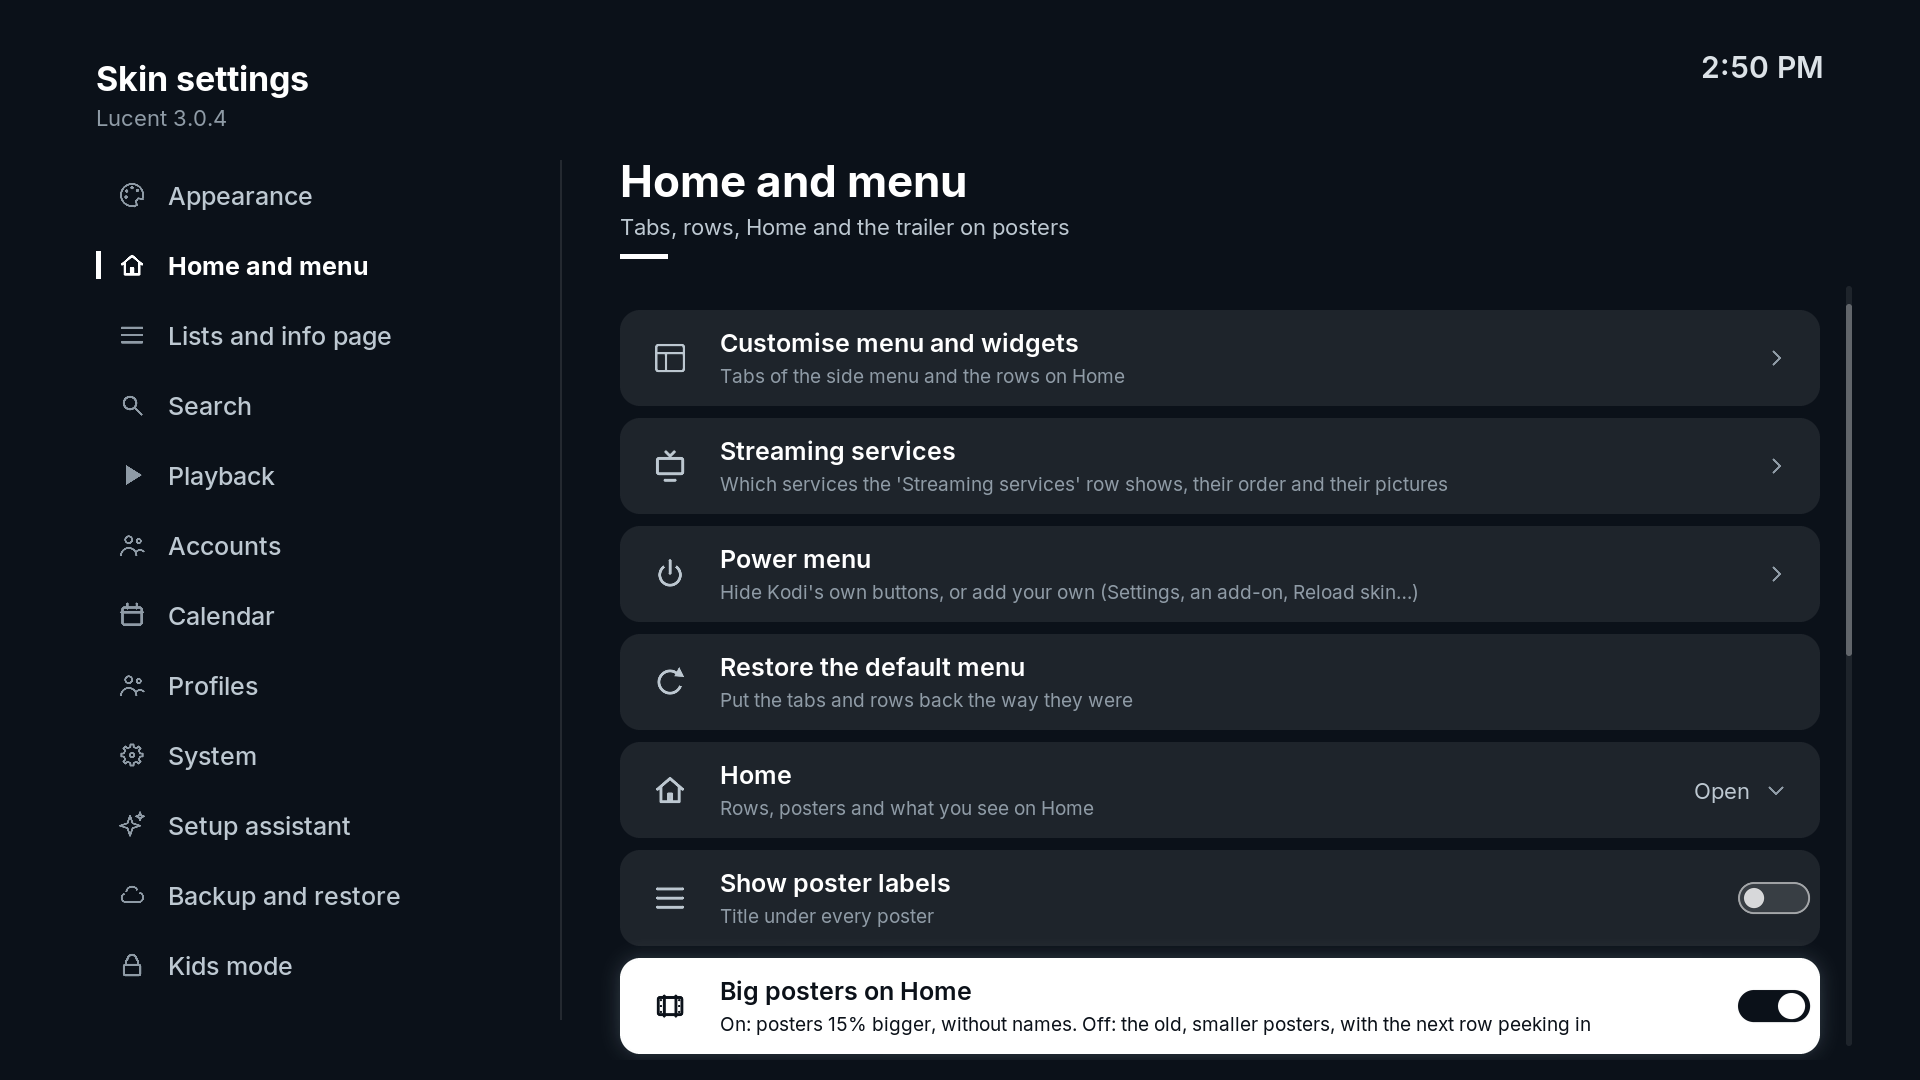 Skin settings
Lucent 3.0.4
2:50 PM
Appearance
Home and menu
Lists and info page
Search
Playback
Accounts
Calendar
Profiles
System
Setup assistant
Backup and restore
Kids mode
Home and menu
Tabs, rows, Home and the trailer on posters
Customise menu and widgets
Tabs of the side menu and the rows on Home
Streaming services
Which services the 'Streaming services' row shows, their order and their pictures
Power menu
Hide Kodi's own buttons, or add your own (Settings, an add-on, Reload skin...)
Restore the default menu
Put the tabs and rows back the way they were
Home
Rows, posters and what you see on Home
Open
Show poster labels
Title under every poster
Big posters on Home
On: posters 15% bigger, without names. Off: the old, smaller posters, with the next row peeking in